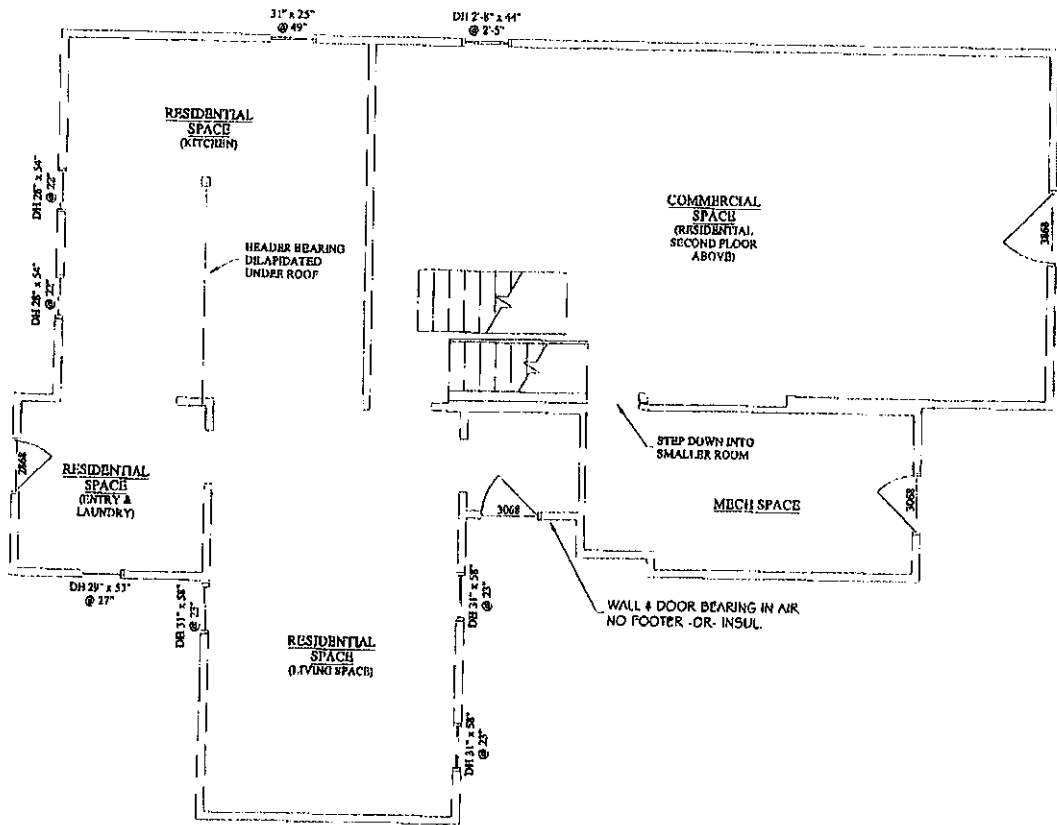 31" x 25"
@ 49"
DH 2'-8" x 44"
@ 2'-5"
RESIDENTIAL
SPACE
(KITCHEN)
DH 28" x 54"
@ 22"
COMMERCIAL
SPACE
(RESIDENTIAL
SECOND FLOOR
ABOVE)
3868
HEADER BEARING
DILAPIDATED
UNDER ROOF
DH 28" x 54"
@ 22"
STEP DOWN INTO
SMALLER ROOM
2868
RESIDENTIAL
SPACE
(ENTRY &
LAUNDRY)
MECH SPACE
3068
3068
DH 29" x 53"
@ 27"
DH 31" x 58"
@ 23"
DH 31" x 58"
@ 23"
WALL & DOOR BEARING IN AIR
NO FOOTER -OR- INSUL.
RESIDENTIAL
SPACE
(LIVING SPACE)
DH 31" x 58"
@ 23"